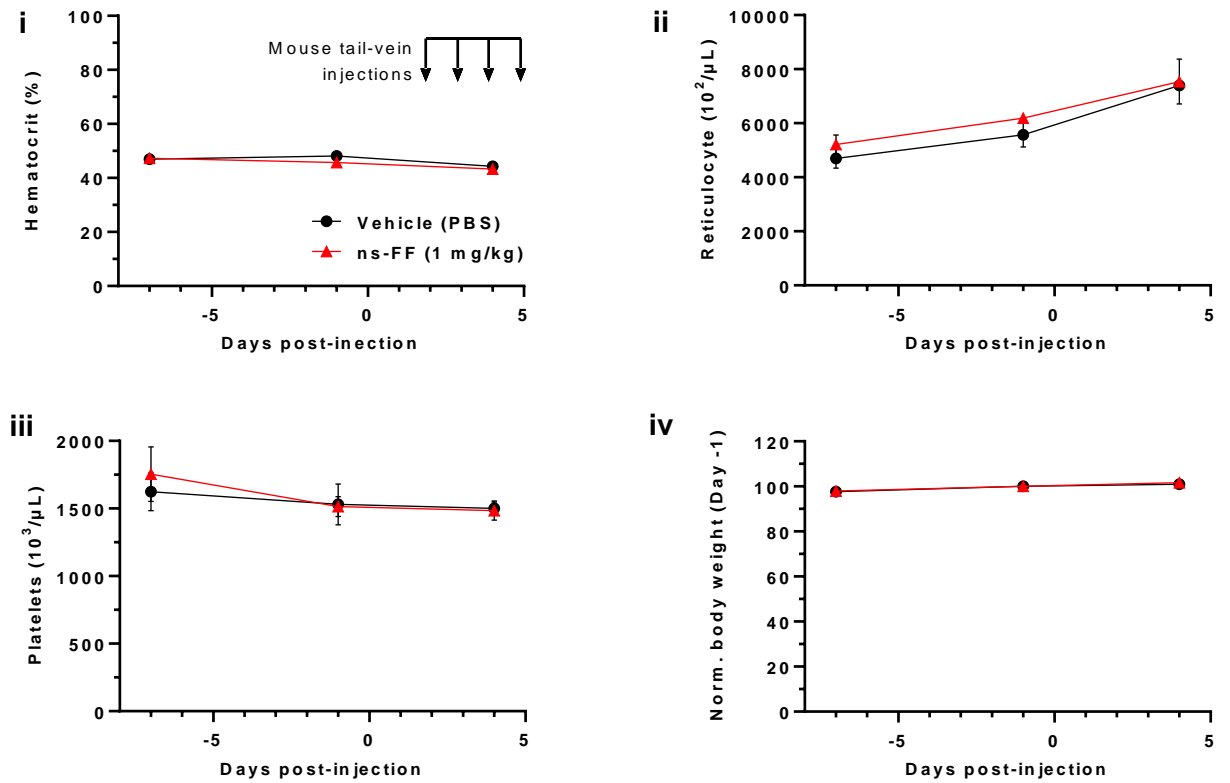 i
100
80
60
40
20
0
Hematocrit (%)
Mouse tail-vein
injections
Vehicle (PBS)
ns-FF (1 mg/kg)
-5 0 5
Days post-inection
ii
10000
8000
6000
4000
2000
0
Reticulocyte (10²/µL)
-5 0 5
Days post-injection
iii
2000
1500
1000
500
0
Platelets (10³/µL)
-5 0 5
Days post-injection
iv
120
100
80
60
40
20
0
Norm. body weight (Day -1)
-5 0 5
Days post-injection